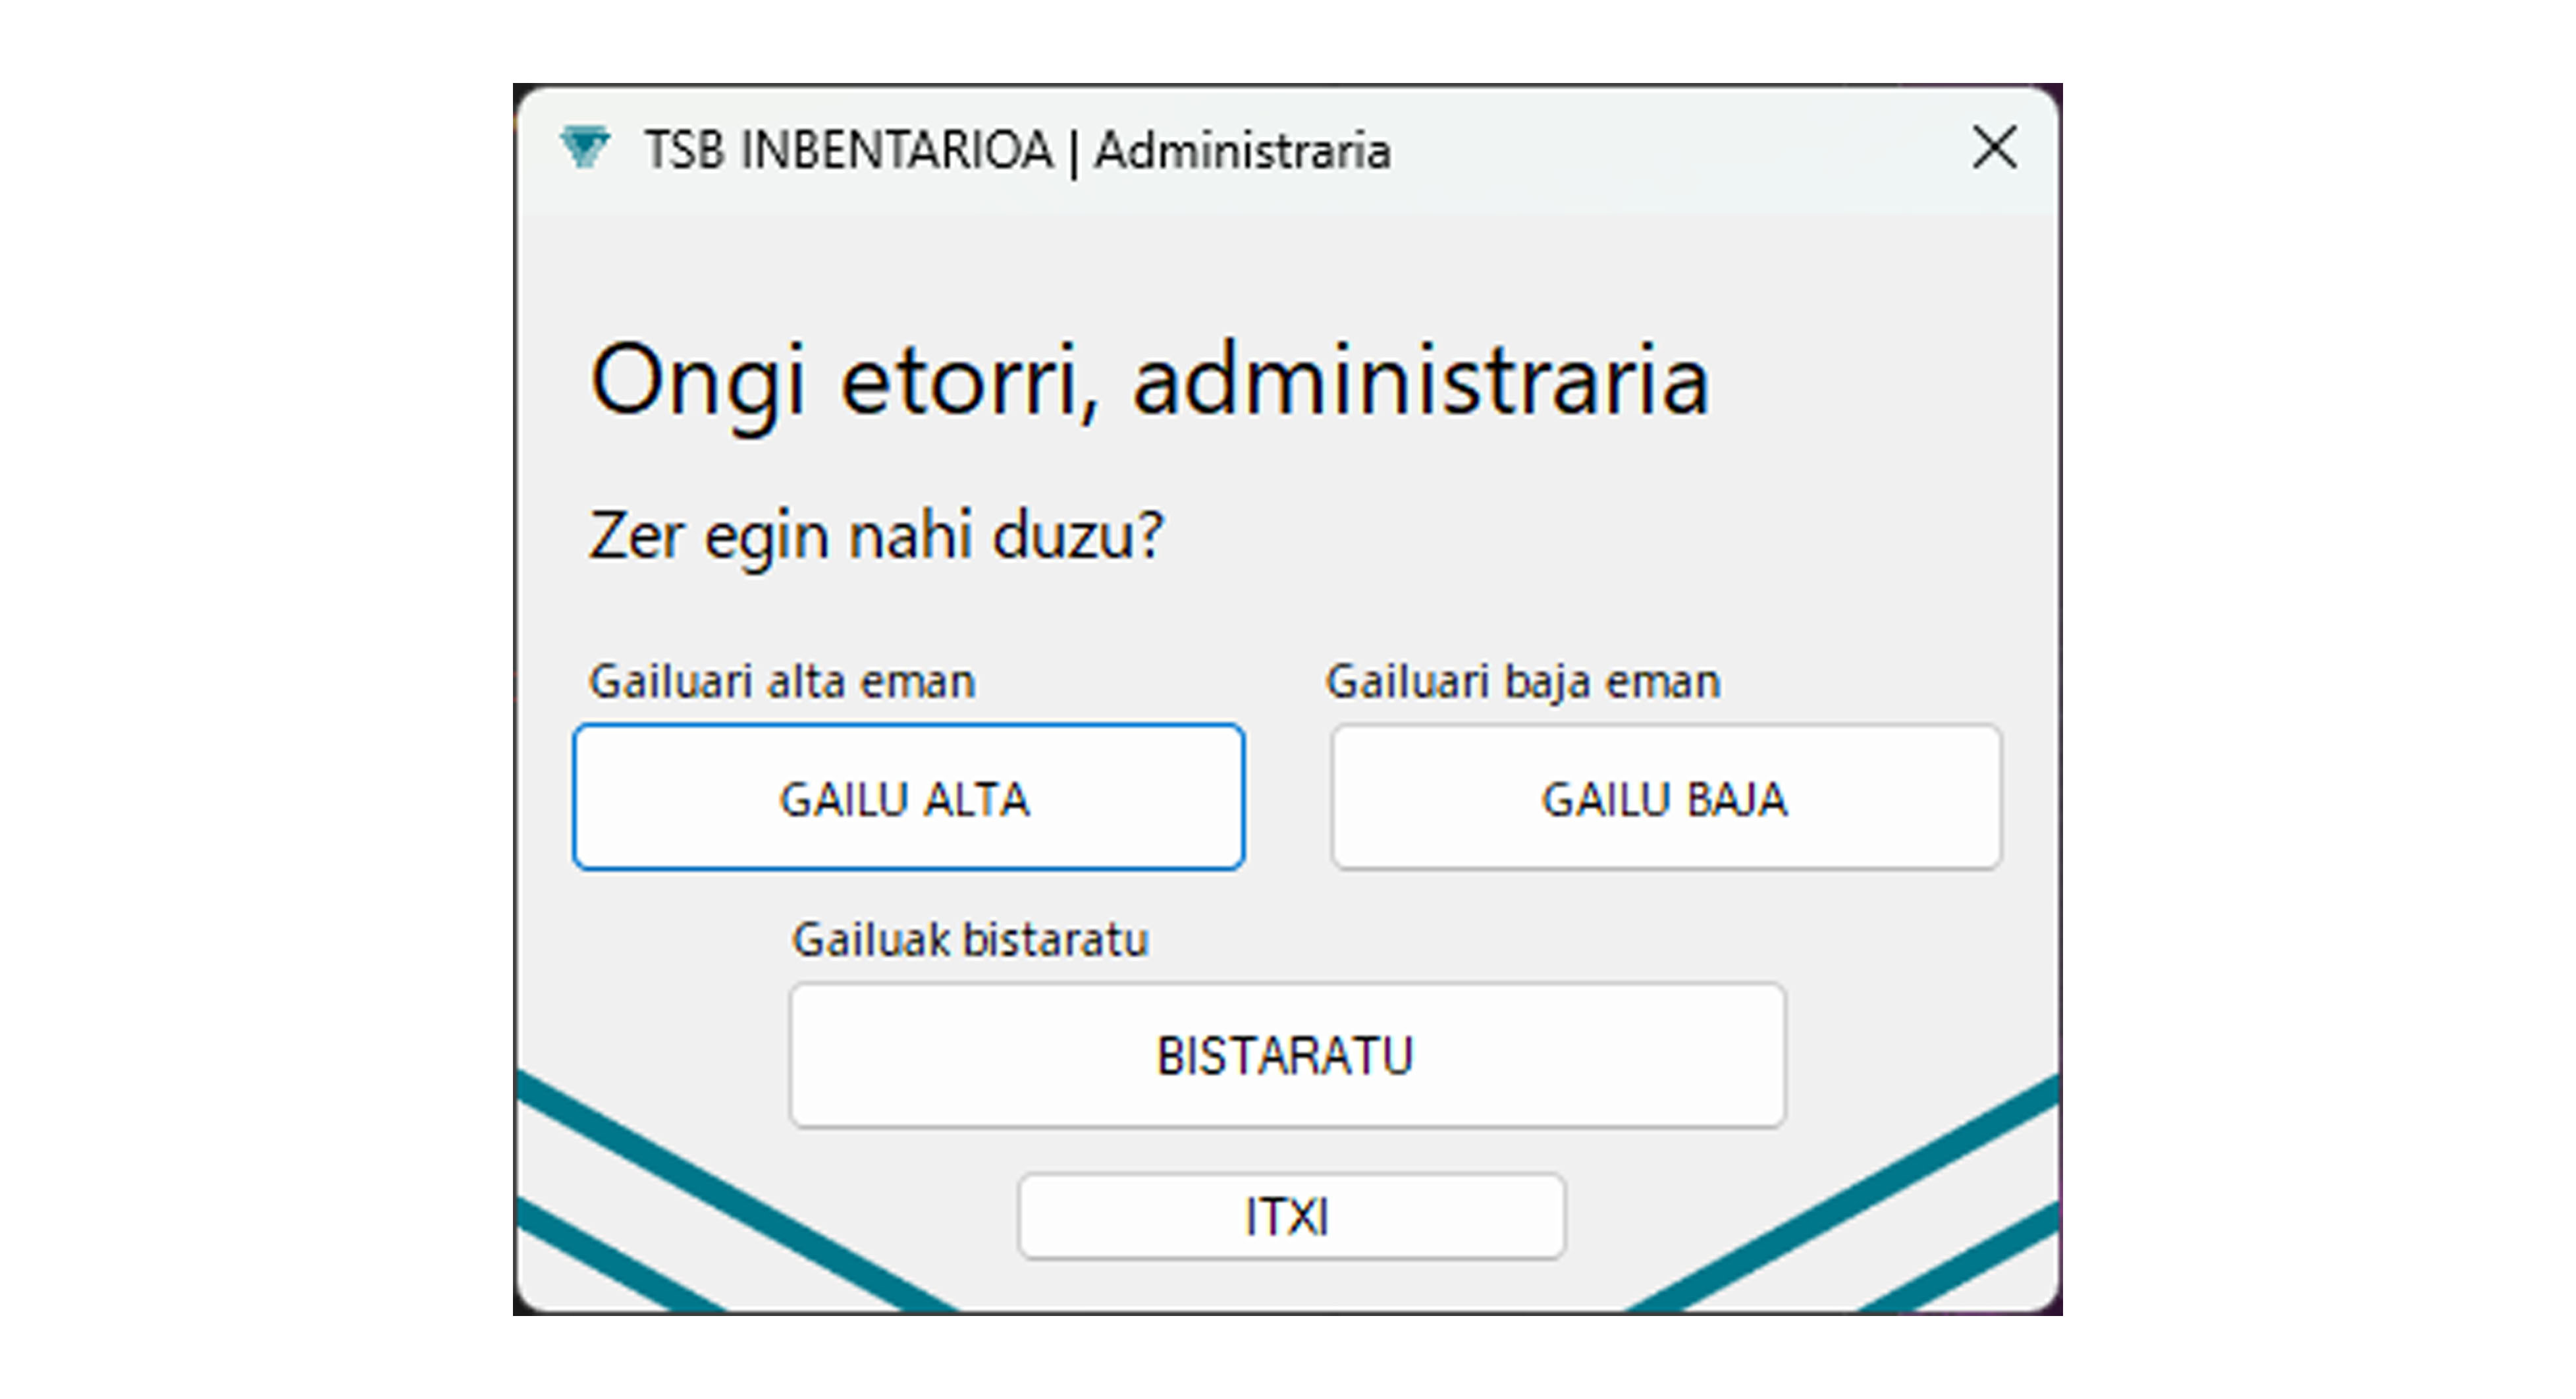 TSB INBENTARIOA | Administraria
Ongi etorri, administraria
Zer egin nahi duzu?
Gailuari alta eman
Gailuari baja eman
GAILU ALTA
GAILU BAJA
Gailuak bistaratu
BISTARATU
ITXI